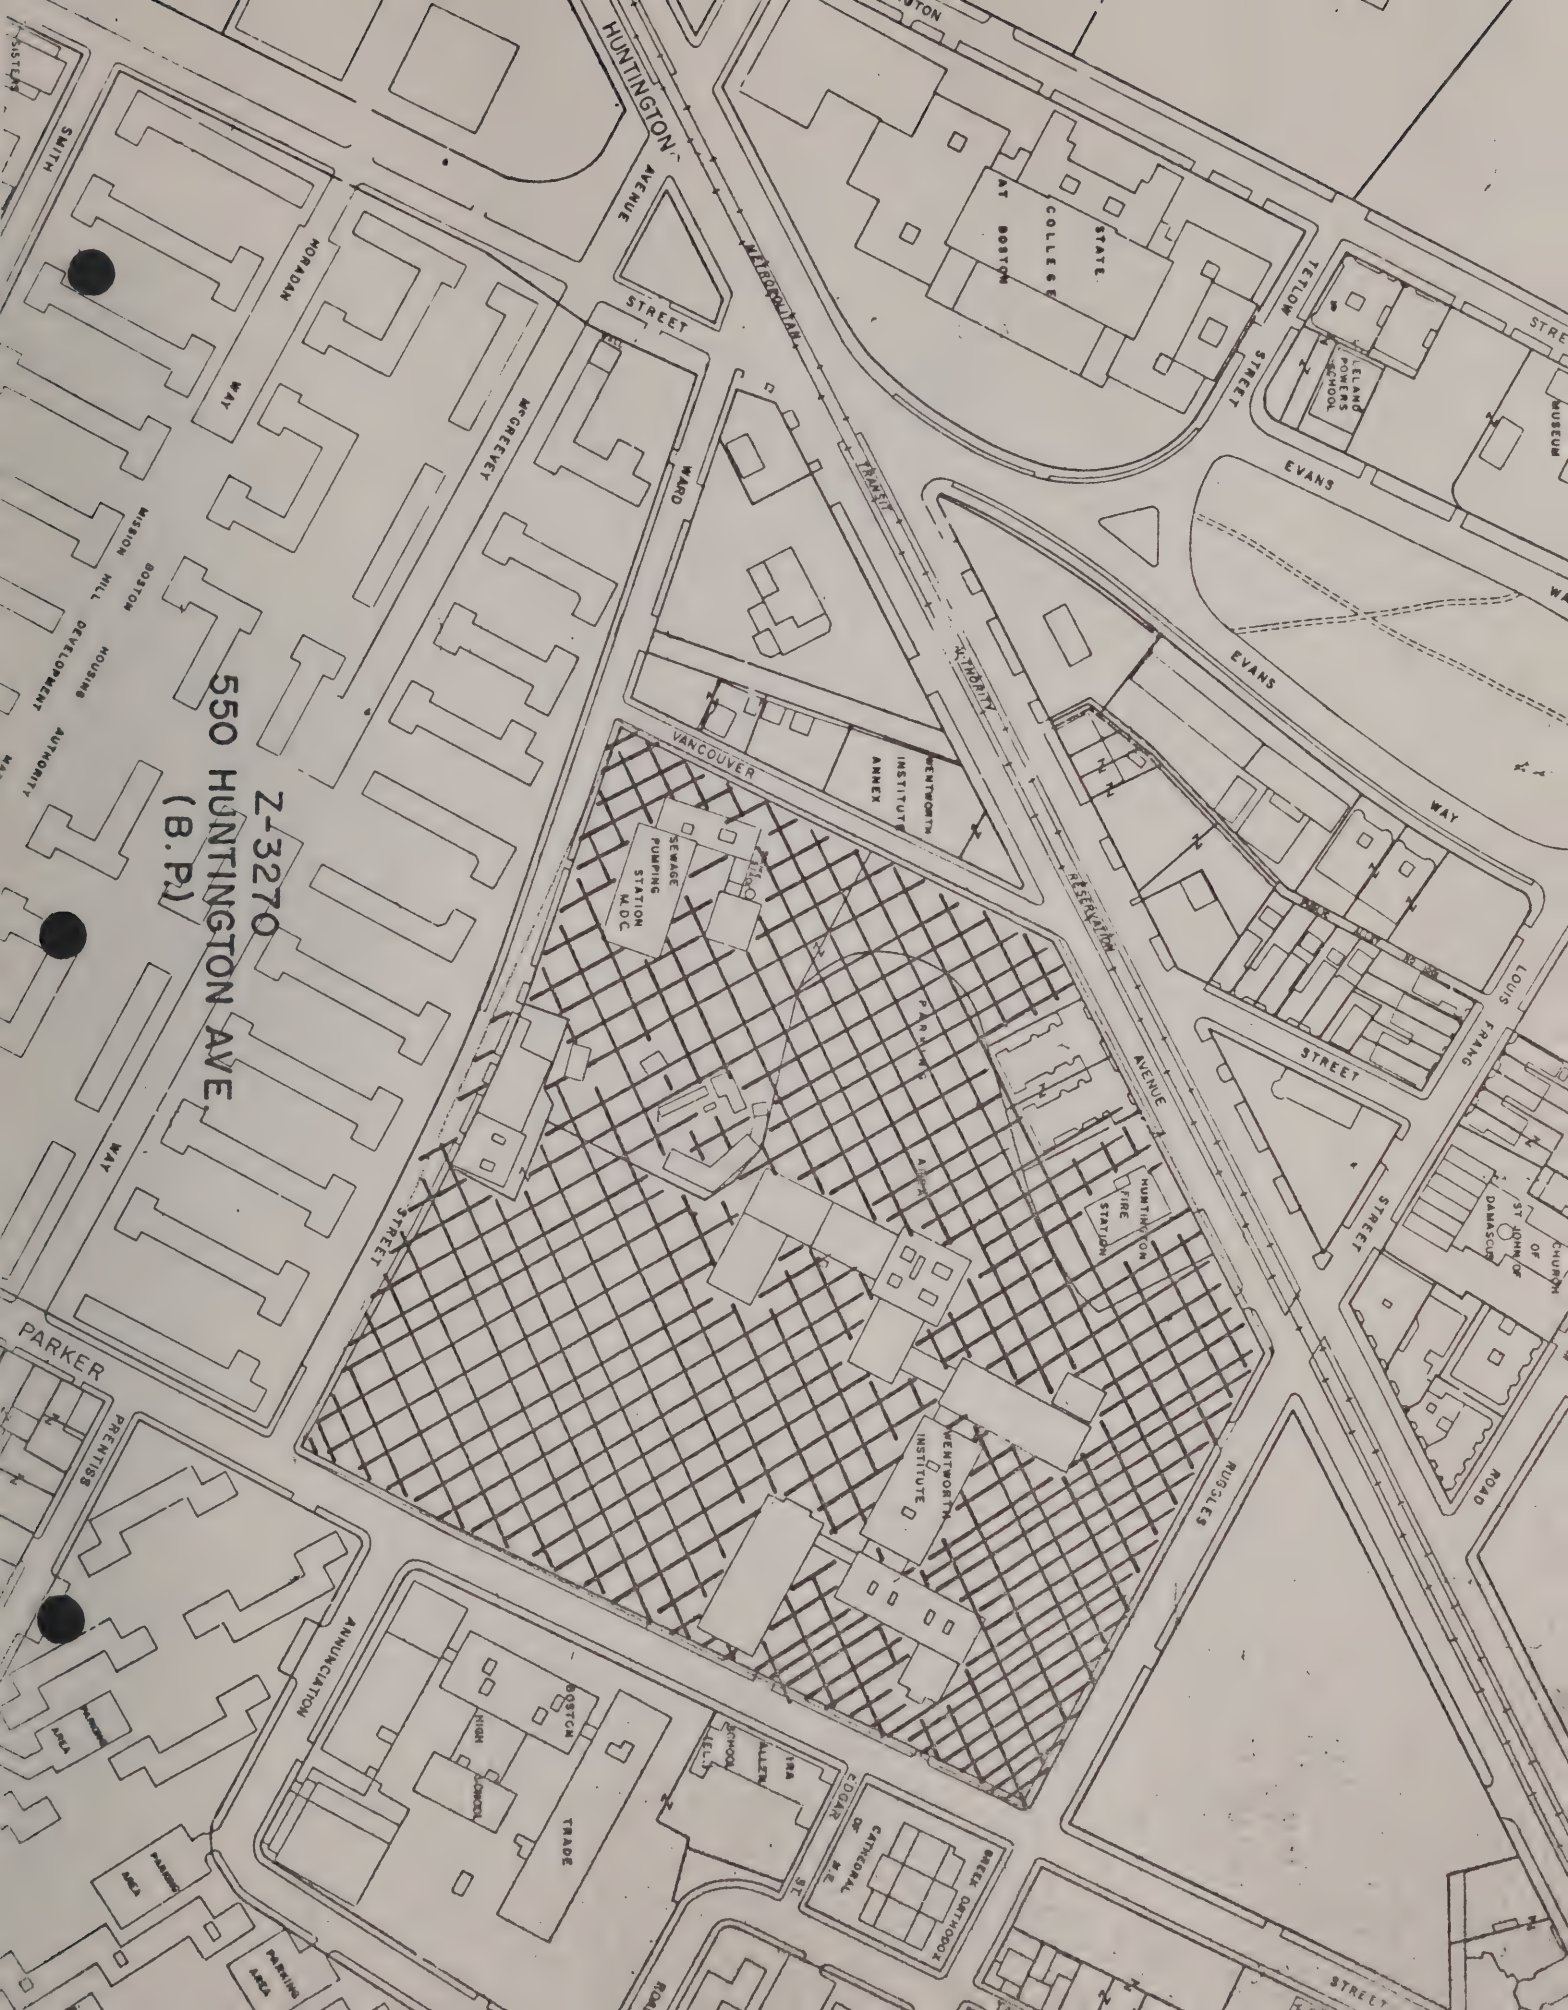 HUNTINGTON
AVENUE
SMITH
STATE
COLLEGE
AT BOSTON
TETLOW
STREET
LELAND
POWERS
SCHOOL
MUSEUM
EVANS
MORADAN
WAY
STREET
METROPOLITAN
TRANSIT
McGREEVEY
WARD
MISSION HILL DEVELOPMENT
BOSTON HOUSING AUTHORITY
EVANS
WAY
VANCOUVER
WENTWORTH
INSTITUTE
ANNEX
RESERVATION
Z-3270
550 HUNTINGTON AVE.
(B.P.)
SEWAGE
PUMPING
STATION
M.D.C.
PARKING
AREA
AVENUE
LOUIS
PRANG
STREET
STREET
HUNTINGTON
FIRE
STATION
CHURCH
OF
ST JOHN OF
DAMASCUS
WAY
STREET
PARKER
PRENTISS
WENTWORTH
INSTITUTE
RUGGLES
ROAD
ANNUNCIATION
BOSTON
HIGH
SCHOOL
TRADE
IRA
ALLEN
SCHOOL
EDGAR
ST.
GREEK ORTHODOX
CATHEDRAL
OF N.E.
PARKING
AREA
PARKING
AREA
PARKING
AREA
STREET